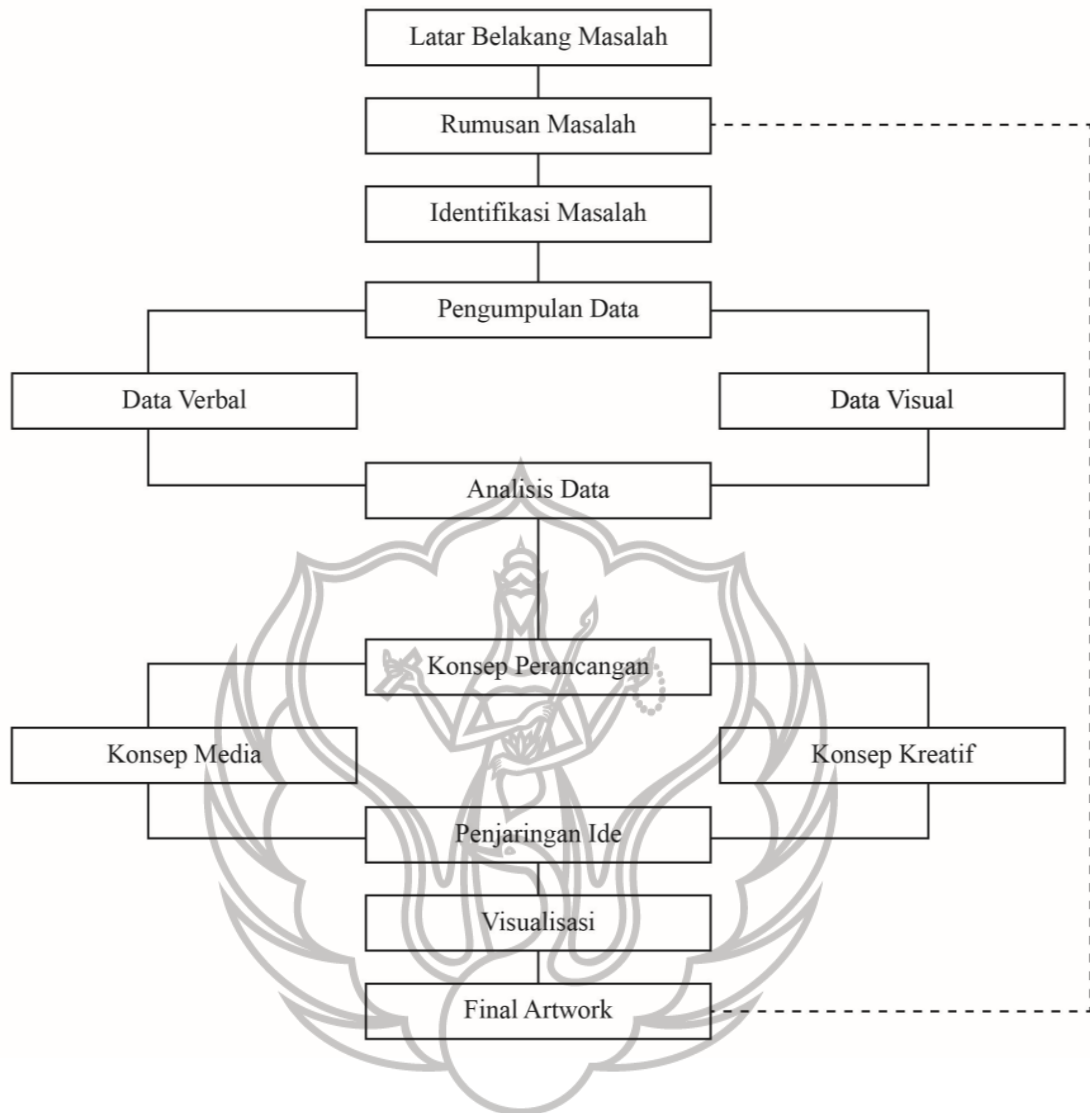 Latar Belakang Masalah
Rumusan Masalah
Identifikasi Masalah
Pengumpulan Data
Data Verbal
Data Visual
Analisis Data
Konsep Perancangan
Konsep Media
Konsep Kreatif
Penjaringan Ide
Visualisasi
Final Artwork